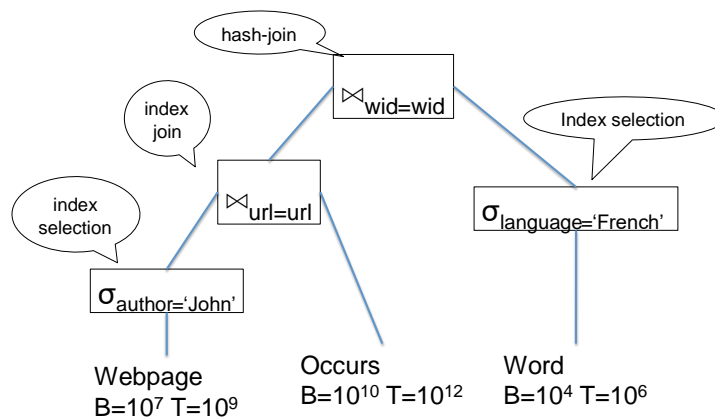 hash-join
⋈wid=wid
index
join
Index selection
⋈url=url
index
selection
σlanguage=‘French’
σauthor=‘John’
Webpage
B=10⁷ T=10⁹
Occurs
B=10¹⁰ T=10¹²
Word
B=10⁴ T=10⁶